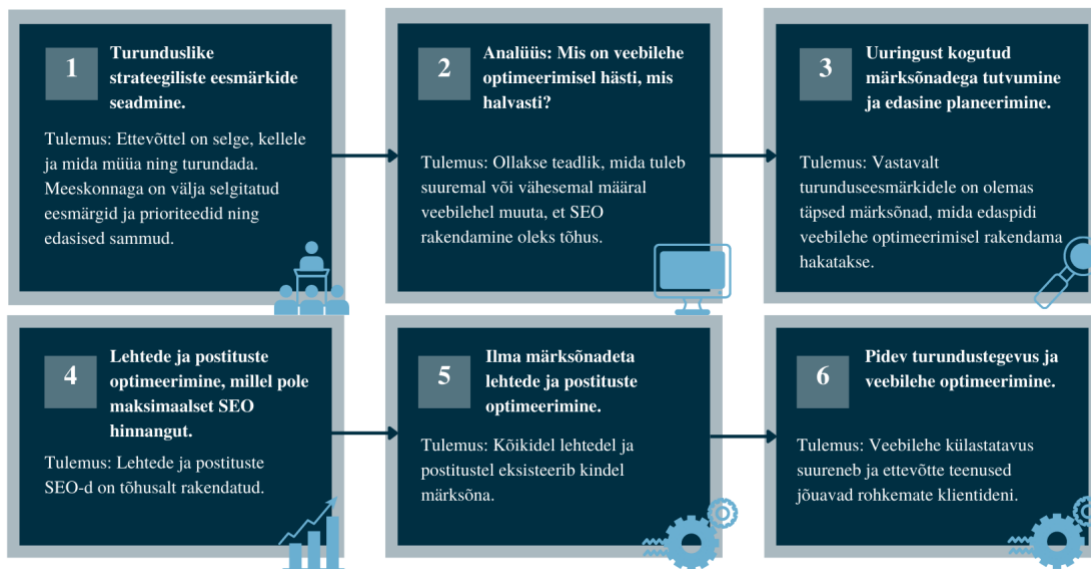 1
Turunduslike
strateegiliste eesmärkide
seadmine.
Tulemus: Ettevõttel on selge, kellele
ja mida müüa ning turundada.
Meeskonnaga on välja selgitatud
eesmärgid ja prioriteedid ning
edasised sammud.
2
Analüüs: Mis on veebilehe
optimeerimisel hästi, mis
halvasti?
Tulemus: Ollakse teadlik, mida tuleb
suuremal või vähesemal määral
veebilehel muuta, et SEO
rakendamine oleks tõhus.
3
Uuringust kogutud
märksõnadega tutvumine
ja edasine planeerimine.
Tulemus: Vastavalt
turunduseesmärkidele on olemas
täpsed märksõnad, mida edaspidi
veebilehe optimeerimisel rakendama
hakatakse.
4
Lehtede ja postituste
optimeerimine, millel pole
maksimaalset SEO
hinnangut.
Tulemus: Lehtede ja postituste
SEO-d on tõhusalt rakendatud.
5
Ilma märksõnadeta
lehtede ja postituste
optimeerimine.
Tulemus: Kõikidel lehtedel ja
postitustel eksisteerib kindel
märksõna.
6
Pidev turundustegevus ja
veebilehe optimeerimine.
Tulemus: Veebilehe külastatavus
suureneb ja ettevõtte teenused
jõuavad rohkemate klientideni.